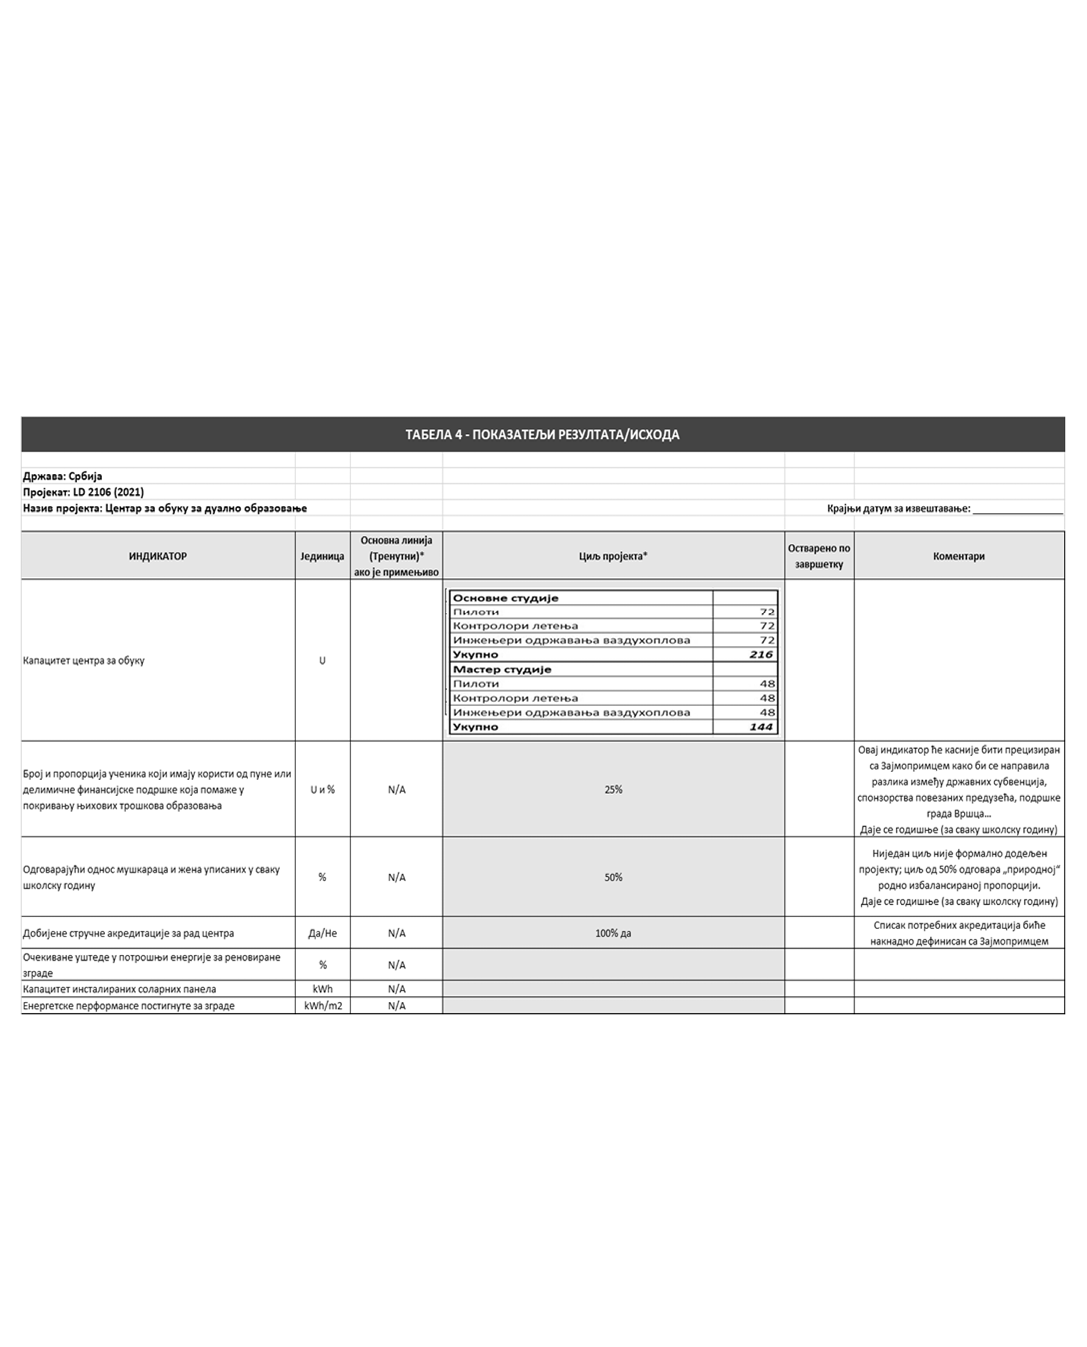 ТАБЕЛА 4 - ПОКАЗАТЕЉИ РЕЗУЛТАТА/ИСХОДА
Држава: Србија
Пројекат: LD 2106 (2021)
Назив пројекта: Центар за обуку за дуално образовање
Крајњи датум за извештавање: ________________
ИНДИКАТОР
Јединица
Основна линија
(Тренутни)*
ако је примењиво
Циљ пројекта*
Остварено по
завршетку
Коментари
Капацитет центра за обуку
U
Основне студије
Пилоти 72
Контролори летења 72
Инжењери одржавања ваздухоплова 72
Укупно 216
Мастер студије
Пилоти 48
Контролори летења 48
Инжењери одржавања ваздухоплова 48
Укупно 144
Број и пропорција ученика који имају користи од пуне или
делимичне финансијске подршке која помаже у
покривању њихових трошкова образовања
U и %
N/A
25%
Овај индикатор ће касније бити прецизиран
са Зајмопримцем како би се направила
разлика између државних субвенција,
спонзорства повезаних предузећа, подршке
града Вршца...
Даје се годишње (за сваку школску годину)
Одговарајући однос мушкараца и жена уписаних у сваку
школску годину
%
N/A
50%
Ниједан циљ није формално додељен
пројекту; циљ од 50% одговара „природној“
родно избалансираној пропорцији.
Даје се годишње (за сваку школску годину)
Добијене стручне акредитације за рад центра
Да/Не
N/A
100% да
Списак потребних акредитација биће
накнадно дефинисан са Зајмопримцем
Очекиване уштеде у потрошњи енергије за реновиране
зграде
%
N/A
Капацитет инсталираних соларних панела
kWh
N/A
Енергетске перформансе постигнуте за зграде
kWh/m2
N/A